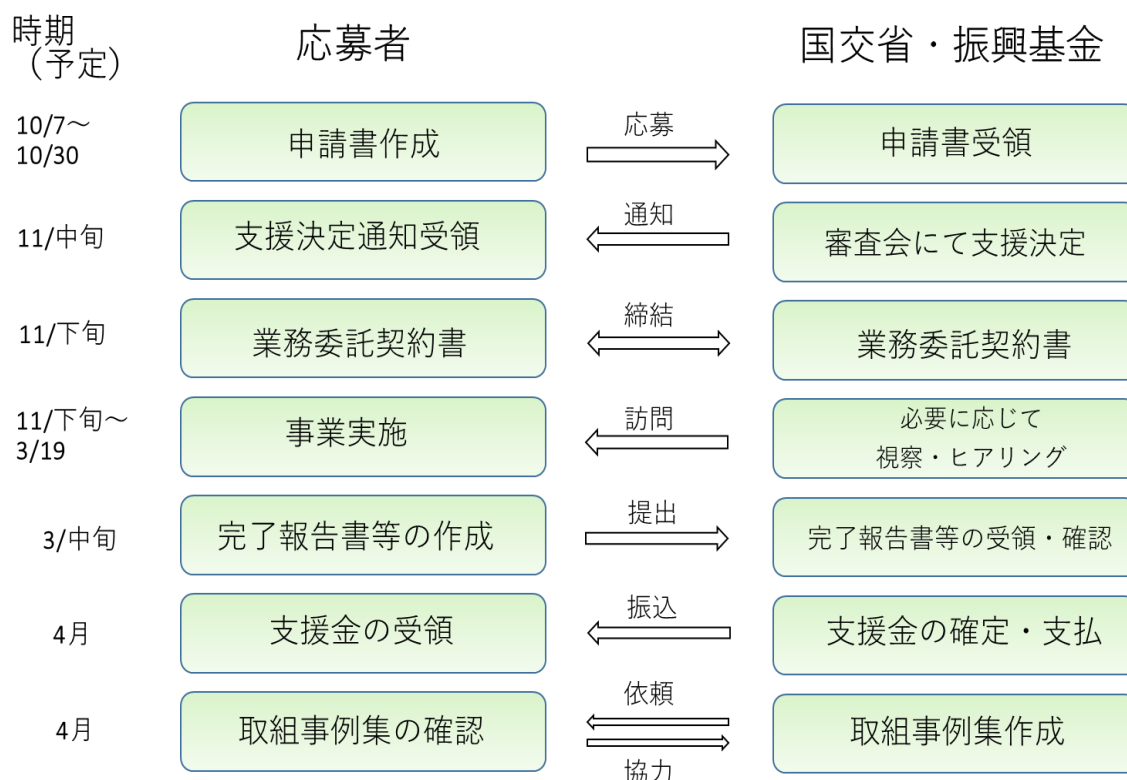 時期
（予定）
応募者
国交省・振興基金
10/7～
10/30
申請書作成
応募
申請書受領
11/中旬
支援決定通知受領
通知
審査会にて支援決定
11/下旬
業務委託契約書
締結
業務委託契約書
11/下旬～
3/19
事業実施
訪問
必要に応じて
視察・ヒアリング
3/中旬
完了報告書等の作成
提出
完了報告書等の受領・確認
4月
支援金の受領
振込
支援金の確定・支払
4月
取組事例集の確認
依頼
協力
取組事例集作成